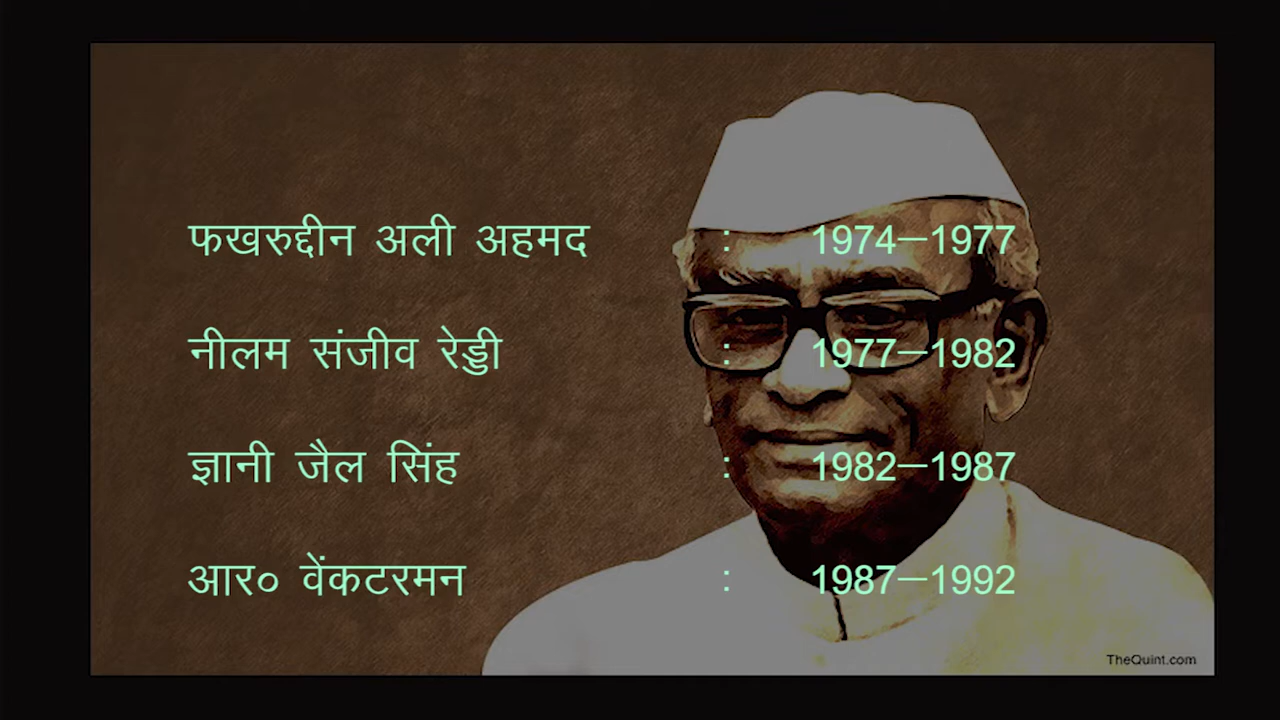 फखरुद्दीन अली अहमद : 1974—1977
नीलम संजीव रेड्डी : 1977—1982
ज्ञानी जैल सिंह : 1982—1987
आर० वेंकटरमन : 1987—1992
TheQuint.com